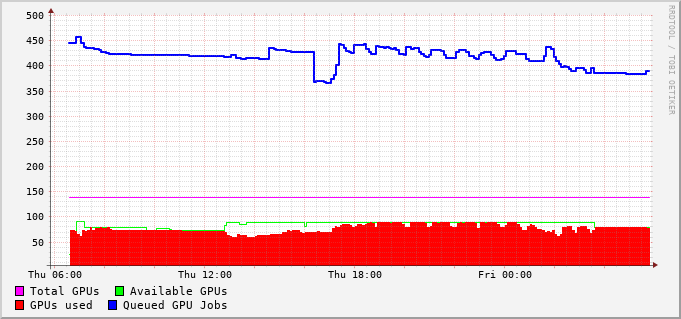 500
450
400
350
300
250
200
150
100
50
Thu 06:00 Thu 12:00 Thu 18:00 Fri 00:00
Total GPUs Available GPUs
GPUs used Queued GPU Jobs
RRDTOOL / TOBI OETIKER